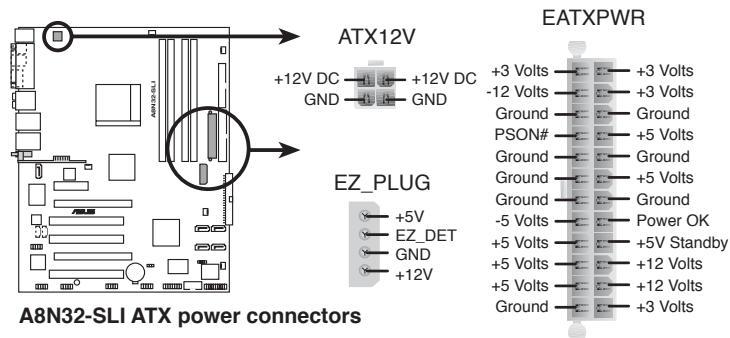 EATXPWR
ATX12V
+12V DC
+12V DC
GND
GND
A8N32-SLI
/ISUS
EZ_PLUG
+5V
EZ_DET
GND
+12V
+3 Volts
+3 Volts
-12 Volts
+3 Volts
Ground
Ground
PSON#
+5 Volts
Ground
Ground
Ground
+5 Volts
Ground
Ground
-5 Volts
Power OK
+5 Volts
+5V Standby
+5 Volts
+12 Volts
+5 Volts
+12 Volts
Ground
+3 Volts
A8N32-SLI ATX power connectors